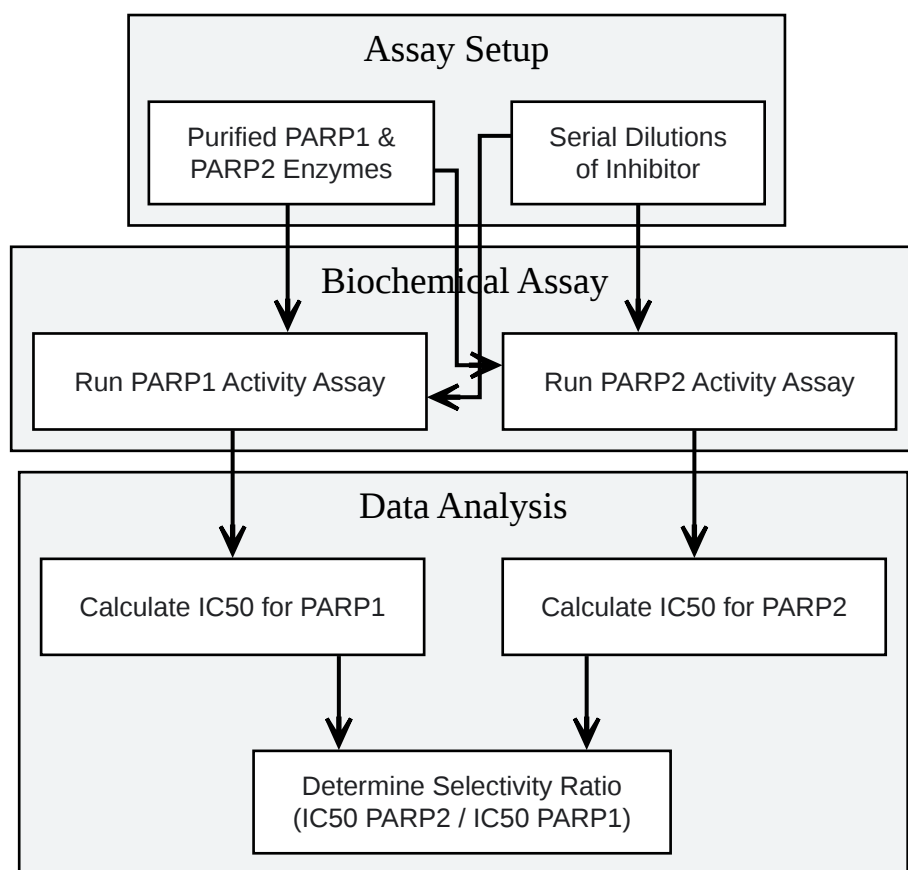 Assay Setup
Purified PARP1 &
PARP2 Enzymes
Serial Dilutions
of Inhibitor
Biochemical Assay
Run PARP1 Activity Assay
Run PARP2 Activity Assay
Data Analysis
Calculate IC50 for PARP1
Calculate IC50 for PARP2
Determine Selectivity Ratio
(IC50 PARP2 / IC50 PARP1)